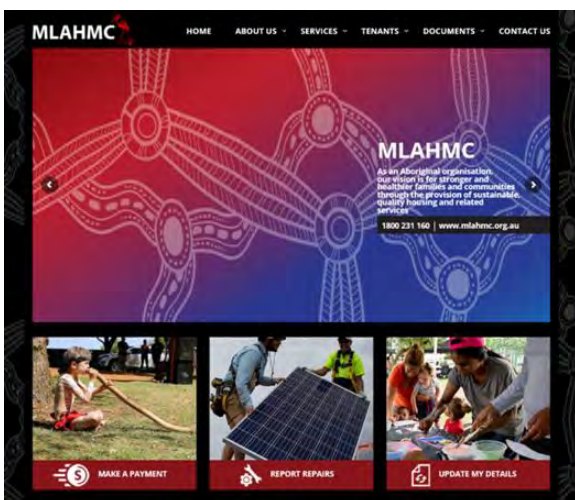 MLAHMC
HOME ABOUT US SERVICES TENANTS DOCUMENTS CONTACT US
MLAHMC
As an Aboriginal organisation,
our vision is for stronger and
healthier families and communities
through the provision of sustainable,
quality housing and related
services
1800 231 160 | www.mlahmc.org.au
MAKE A PAYMENT
REPORT REPAIRS
UPDATE MY DETAILS